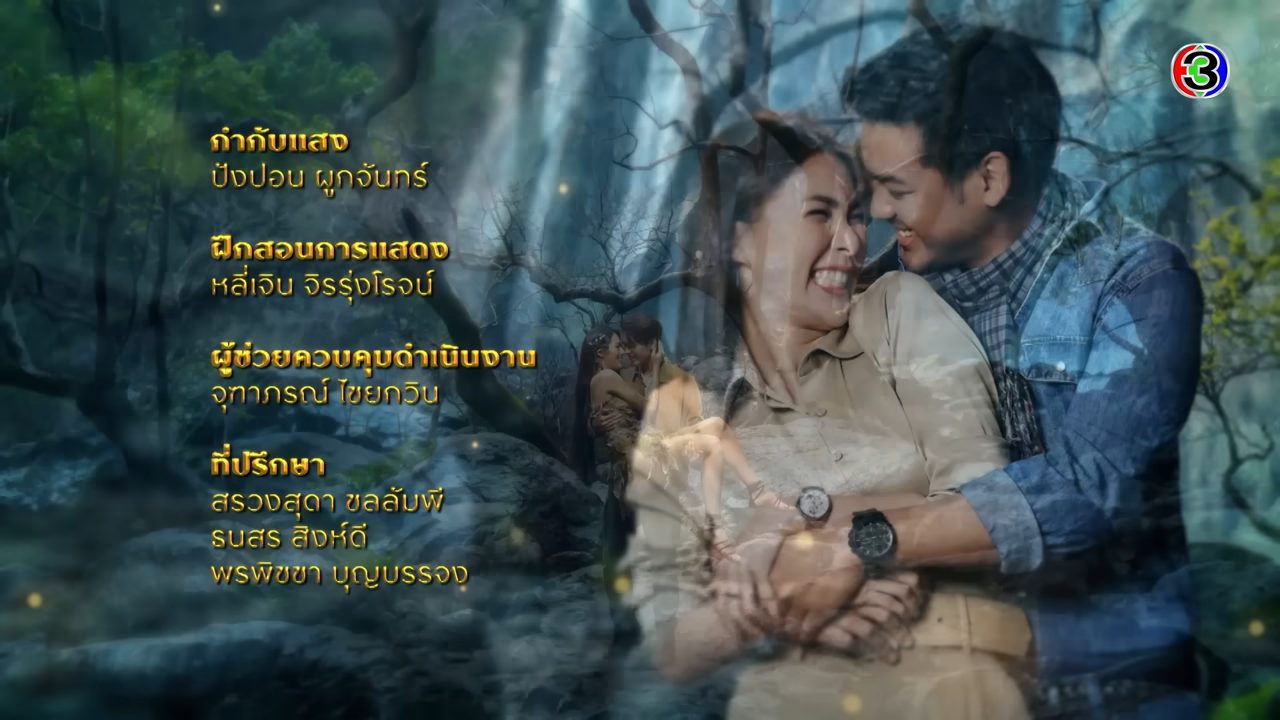 กำกับแสง
ปังปอน ผูกจันทร์
ฝึกสอนการแสดง
หลี่เจิน จิรรุ่งโรจน์
ผู้ช่วยควบคุมดำเนินงาน
จุฑาภรณ์ ไชยกวิน
ที่ปรึกษา
สรวงสุดา ชลลัมพี
ธนสร สิงห์ดี
พรพิชชา บุญบรรจง
3